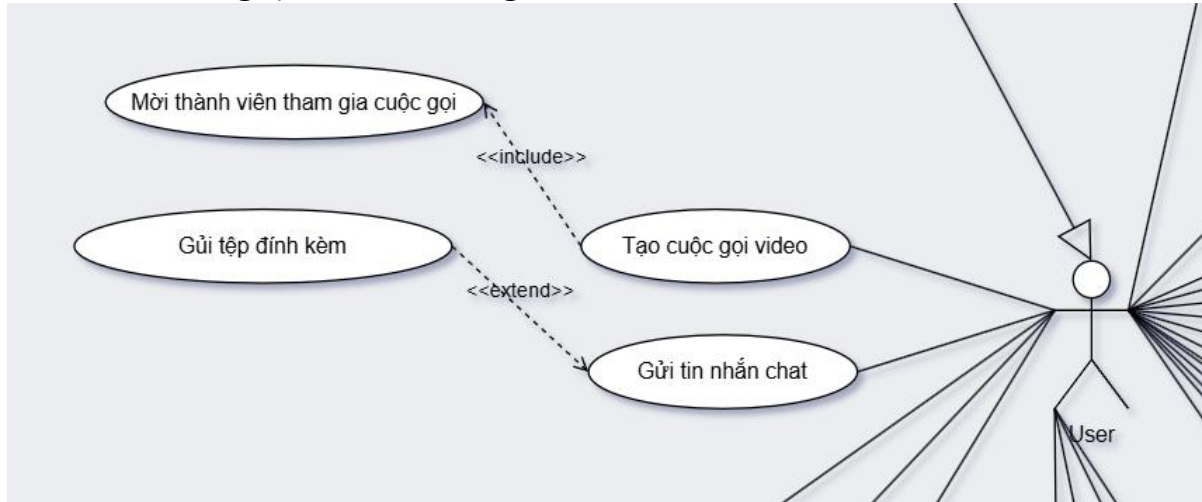 Mời thành viên tham gia cuộc gọi
<<include>>
Gủi tệp đính kèm
Tạo cuộc gọi video
<<extend>>
Gửi tin nhắn chat
User